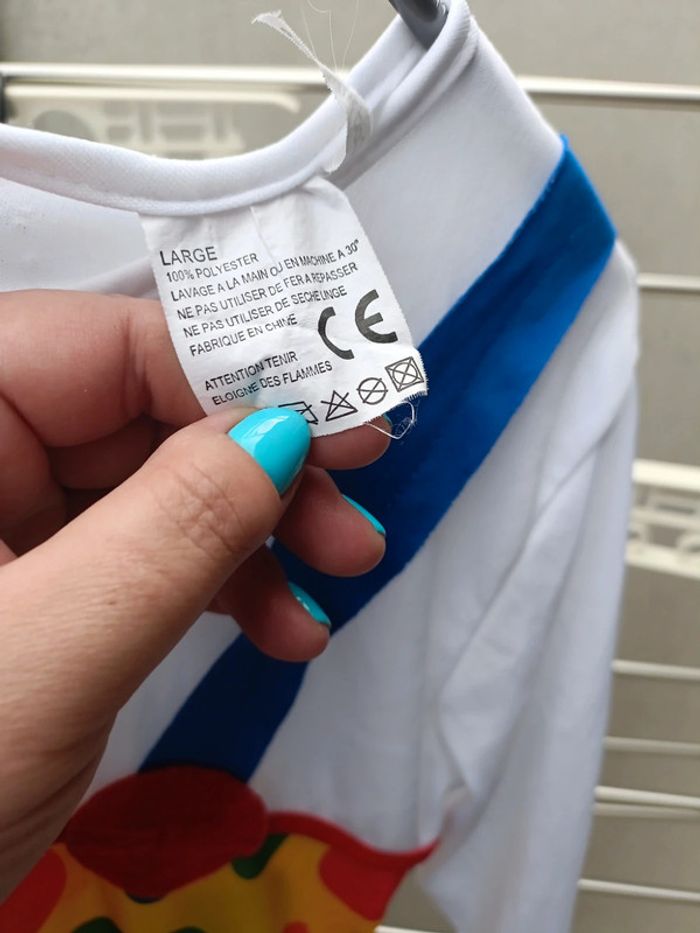 LARGE
100% POLYESTER
LAVAGE A LA MAIN OU EN MACHINE A 30°
NE PAS UTILISER DE FER A REPASSER
NE PAS UTILISER DE SECHE LINGE
FABRIQUE EN CHINE
CE
ATTENTION TENIR
ELOIGNE DES FLAMMES